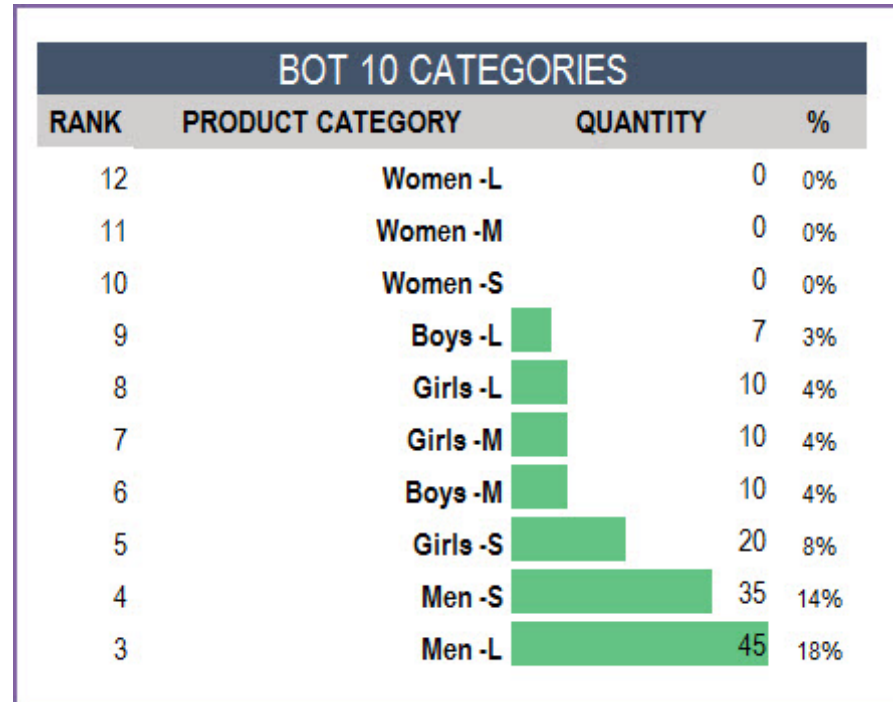 BOT 10 CATEGORIES
RANK PRODUCT CATEGORY QUANTITY %
12 Women -L 0 0%
11 Women -M 0 0%
10 Women -S 0 0%
9 Boys -L 7 3%
8 Girls -L 10 4%
7 Girls -M 10 4%
6 Boys -M 10 4%
5 Girls -S 20 8%
4 Men -S 35 14%
3 Men -L 45 18%